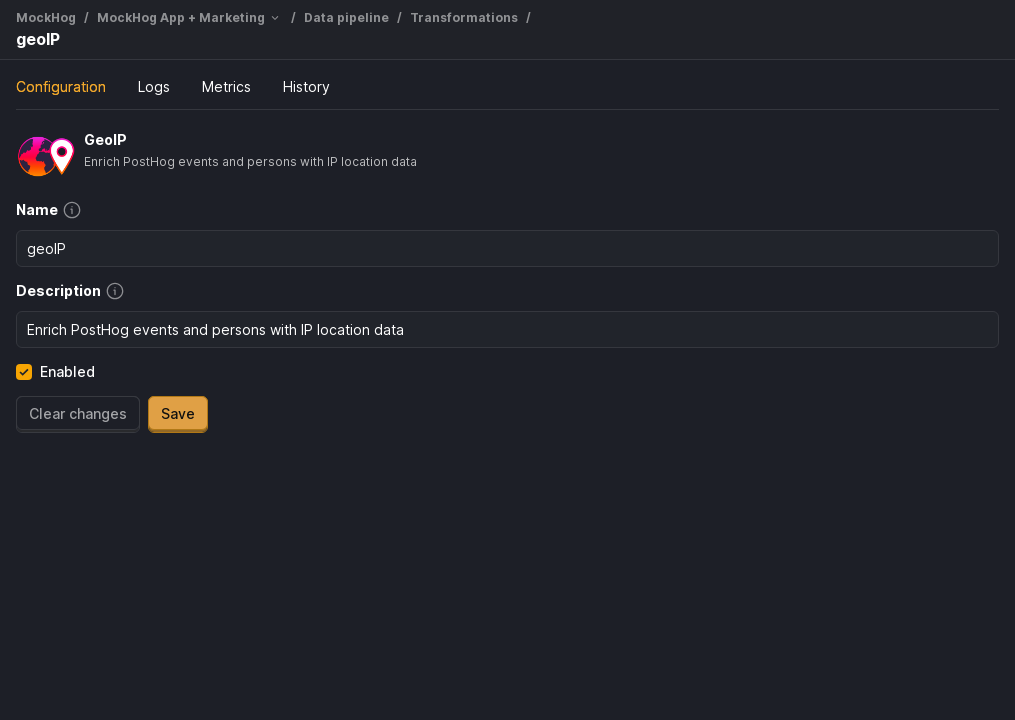 MockHog / MockHog App + Marketing / Data pipeline / Transformations /
geoIP
Configuration Logs Metrics History
GeoIP
Enrich PostHog events and persons with IP location data
Name
geoIP
Description
Enrich PostHog events and persons with IP location data
Enabled
Clear changes Save